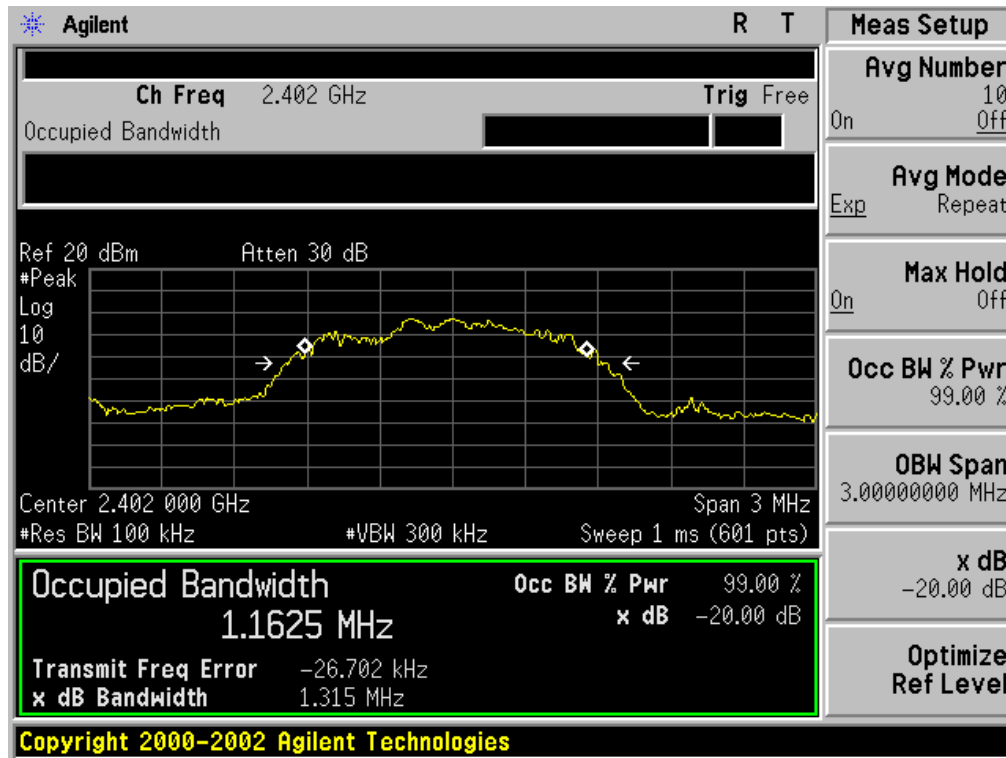 Agilent R T
Ch Freq 2.402 GHz Trig Free
Occupied Bandwidth
Ref 20 dBm Atten 30 dB
#Peak
Log
10
dB/
Center 2.402 000 GHz Span 3 MHz
#Res BW 100 kHz #VBW 300 kHz Sweep 1 ms (601 pts)
Occupied Bandwidth
1.1625 MHz
Occ BW % Pwr 99.00 %
x dB -20.00 dB
Transmit Freq Error -26.702 kHz
x dB Bandwidth 1.315 MHz
Copyright 2000-2002 Agilent Technologies
Meas Setup
Avg Number
10
On Off
Avg Mode
Exp Repeat
Max Hold
On Off
Occ BW % Pwr
99.00 %
OBW Span
3.00000000 MHz
x dB
-20.00 dB
Optimize
Ref Level